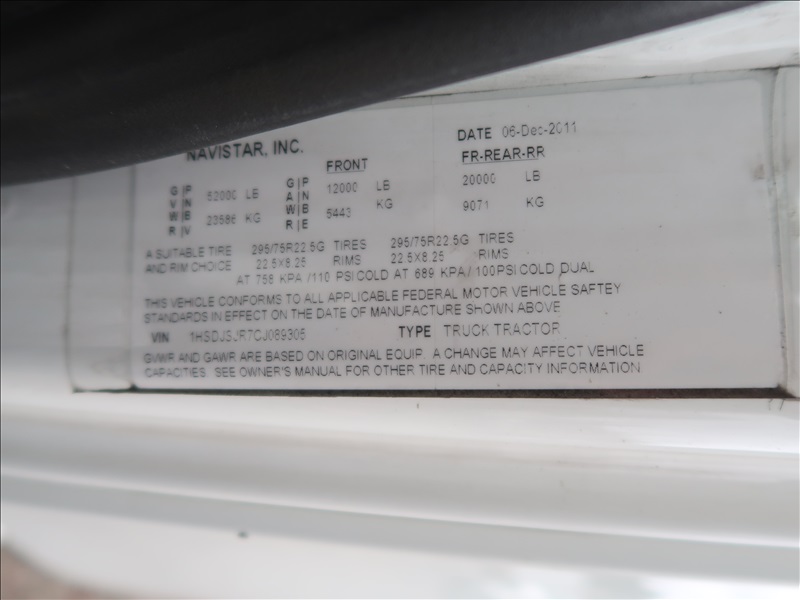 NAVISTAR, INC.
DATE 06-Dec-2011
FRONT
FR-REAR-RR
G|P 52000 LB G|P 12000 LB 20000 LB
V|N A|N
W|B 23586 KG W|B 5443 KG 9071 KG
R|V R|E
A SUITABLE TIRE 295/75R22.5G TIRES 295/75R22.5G TIRES
AND RIM CHOICE 22.5X8.25 RIMS 22.5X8.25 RIMS
AT 758 KPA /110 PSI COLD AT 689 KPA / 100PSI COLD DUAL
THIS VEHICLE CONFORMS TO ALL APPLICABLE FEDERAL MOTOR VEHICLE SAFTEY
STANDARDS IN EFFECT ON THE DATE OF MANUFACTURE SHOWN ABOVE
VIN TYPE TRUCK TRACTOR
GVWR AND GAWR ARE BASED ON ORIGINAL EQUIP. A CHANGE MAY AFFECT VEHICLE
CAPACITIES. SEE OWNER'S MANUAL FOR OTHER TIRE AND CAPACITY INFORMATION